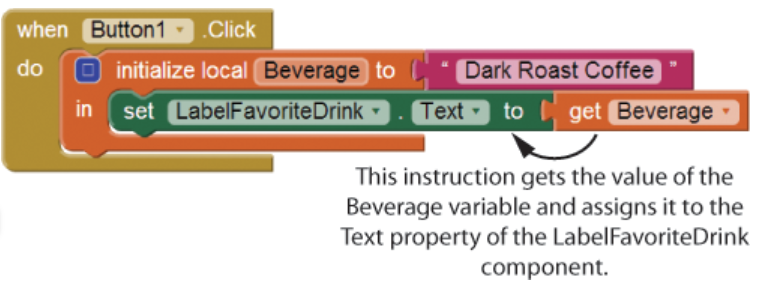 when Button1 .Click
do initialize local Beverage to " Dark Roast Coffee "
in set LabelFavoriteDrink . Text to get Beverage
This instruction gets the value of the
Beverage variable and assigns it to the
Text property of the LabelFavoriteDrink
component.